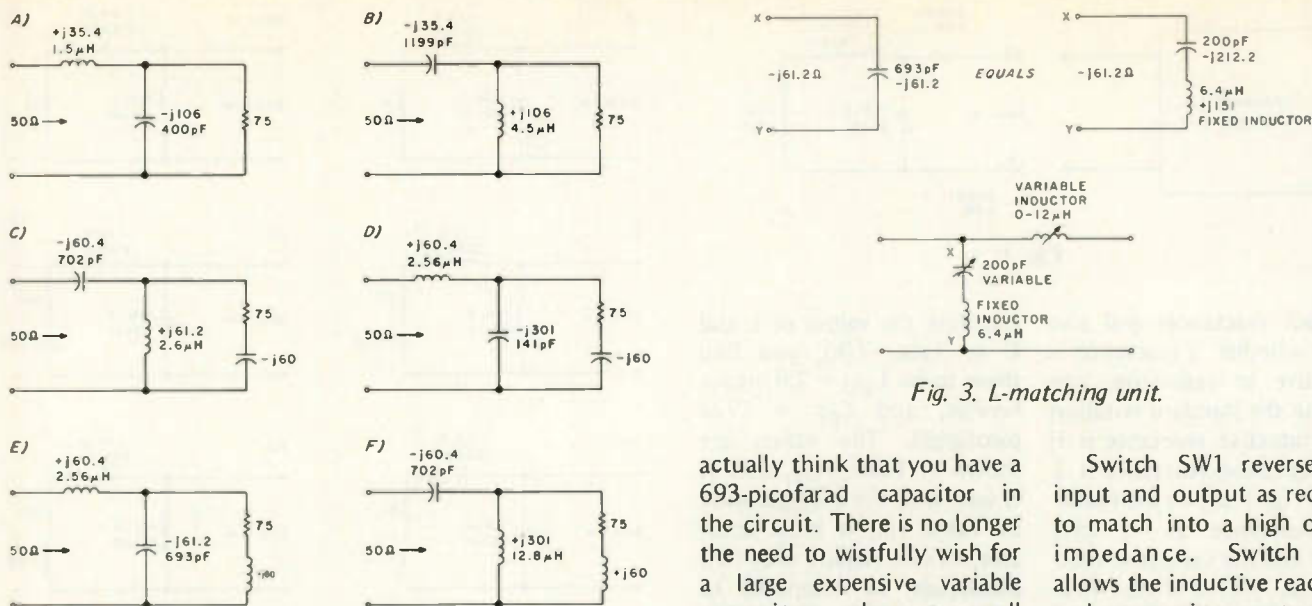 A)
+j35.4
1.5μH
50Ω
-j106
400pF
75
B)
-j35.4
1199pF
50Ω
+j106
4.5μH
75
C)
-j60.4
702pF
50Ω
+j61.2
2.6μH
75
-j60
D)
+j60.4
2.56μH
50Ω
-j301
141pF
75
-j60
E)
+j60.4
2.56μH
50Ω
-j61.2
693pF
75
+j60
F)
-j60.4
702pF
50Ω
+j301
12.8μH
75
+j60
X
-j61.2Ω
693pF
-j61.2
Y
EQUALS
X
-j61.2Ω
200pF
-j212.2
6.4μH
+j151
FIXED INDUCTOR
Y
VARIABLE
INDUCTOR
0-12μH
X
200pF
VARIABLE
FIXED
INDUCTOR
6.4μH
Y
Fig. 3. L-matching unit.
actually think that you have a
693-picofarad capacitor in
the circuit. There is no longer
the need to wistfully wish for
a large expensive variable
Switch SW1 reverse
input and output as rec
to match into a high o
impedance. Switch
allows the inductive read